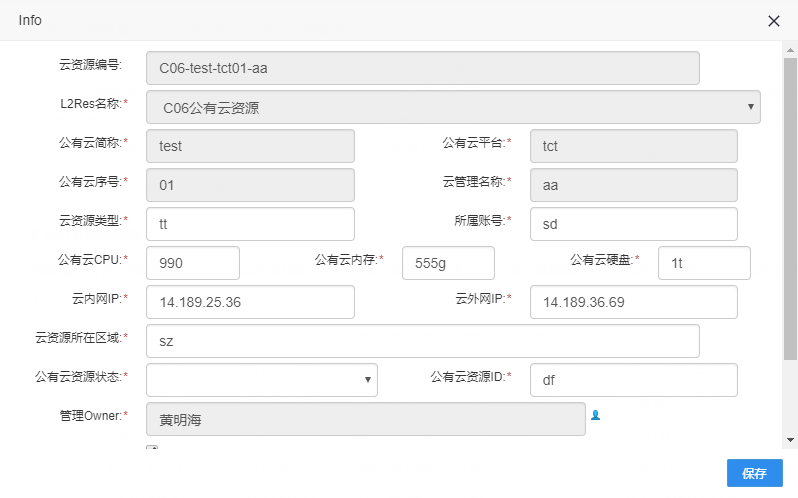 Info
云资源编号: C06-test-tct01-aa
L2Res名称:* C06公有云资源
公有云简称:* test 公有云平台:* tct
公有云序号:* 01 云管理名称:* aa
云资源类型:* tt 所属账号:* sd
公有云CPU:* 990 公有云内存:* 555g 公有云硬盘:* 1t
云内网IP:* 14.189.25.36 云外网IP:* 14.189.36.69
云资源所在区域:* sz
公有云资源状态:* 公有云资源ID:* df
管理Owner:* 黄明海
保存